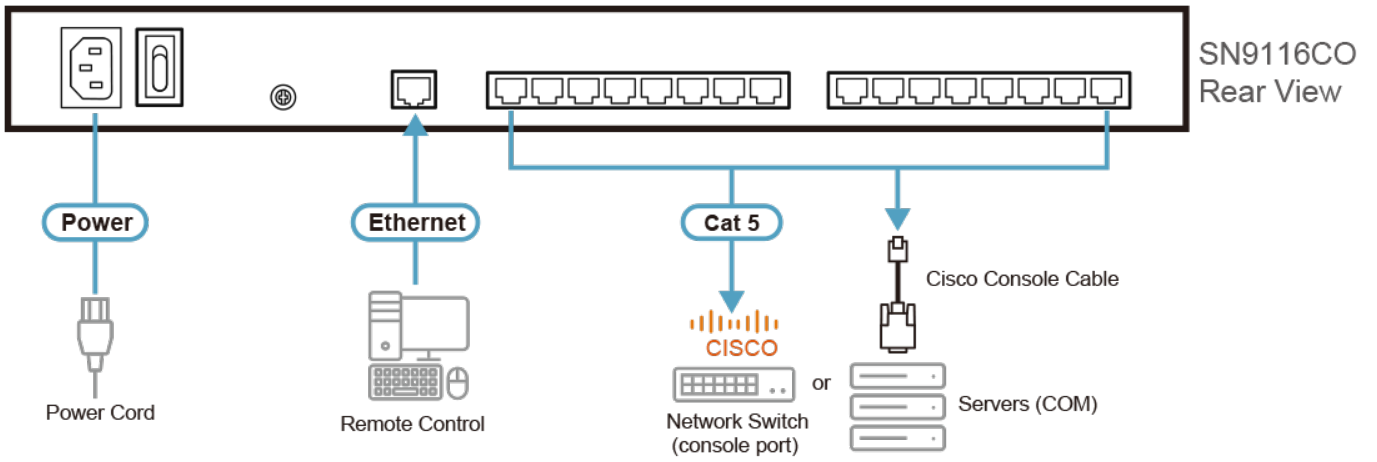 SN9116CO
Rear View
Power
Ethernet
Cat 5
Cisco Console Cable
CISCO
or
Servers (COM)
Power Cord
Remote Control
Network Switch
(console port)